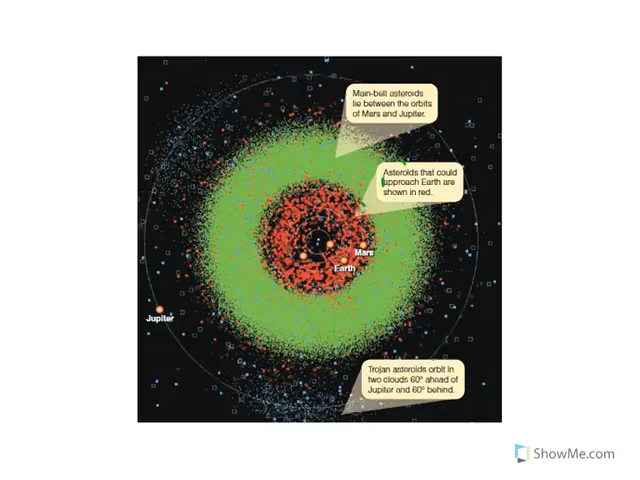 Main-belt asteroids
lie between the orbits
of Mars and Jupiter.
Asteroids that could
approach Earth are
shown in red.
Mars
Earth
Jupiter
Trojan asteroids orbit in
two clouds 60° ahead of
Jupiter and 60° behind.
ShowMe.com